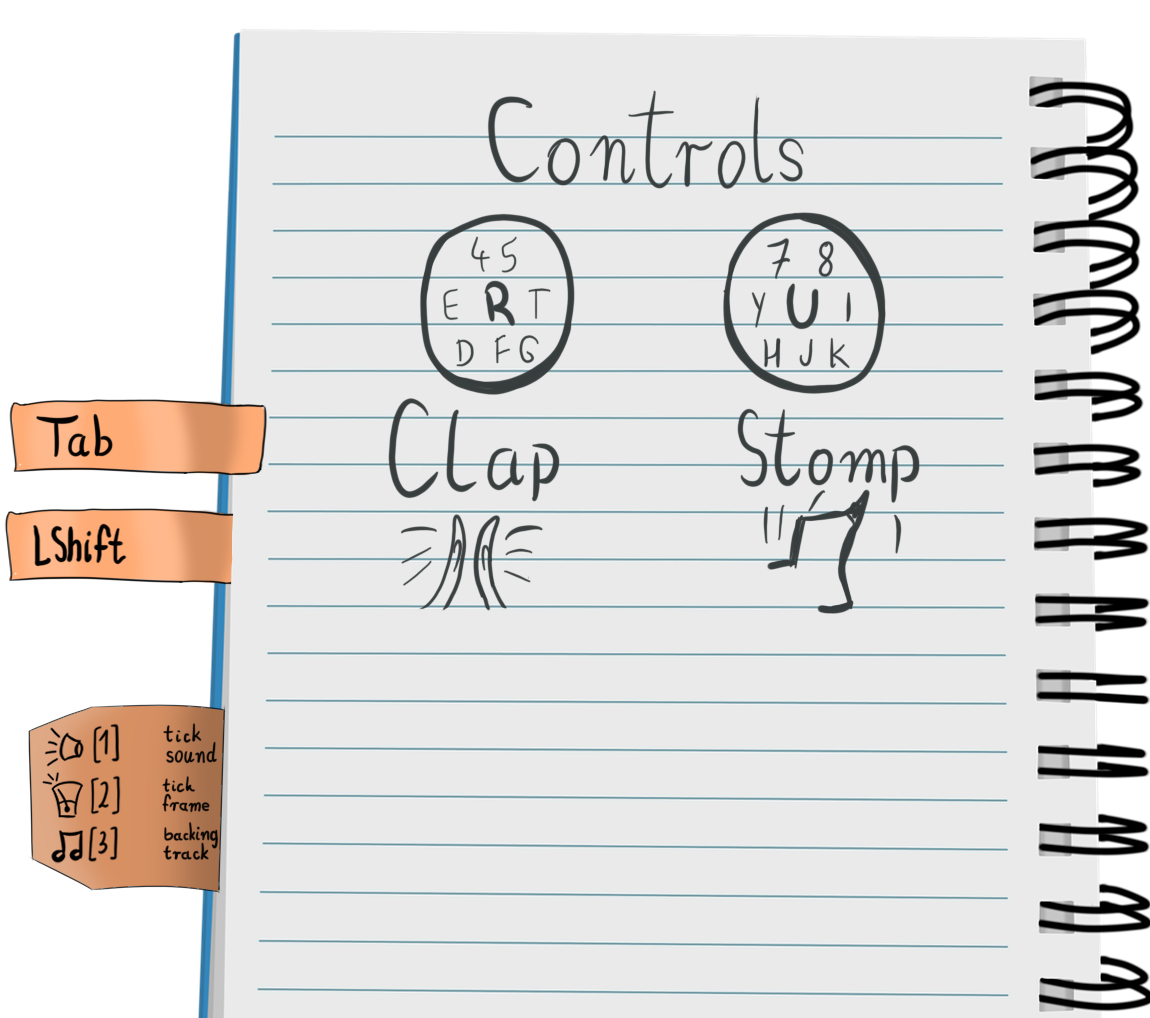 Controls
4 5
E R T
D F G
7 8
Y U I
H J K
Clap
Stomp
Tab
LShift
[1] tick sound
[2] tick frame
[3] backing track